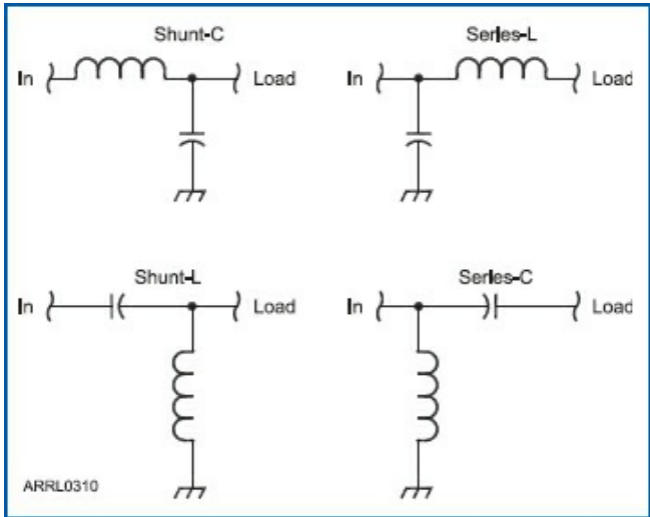 Shunt-C
Series-L
In
Load
In
Load
Shunt-L
Series-C
In
Load
In
Load
ARRL0310